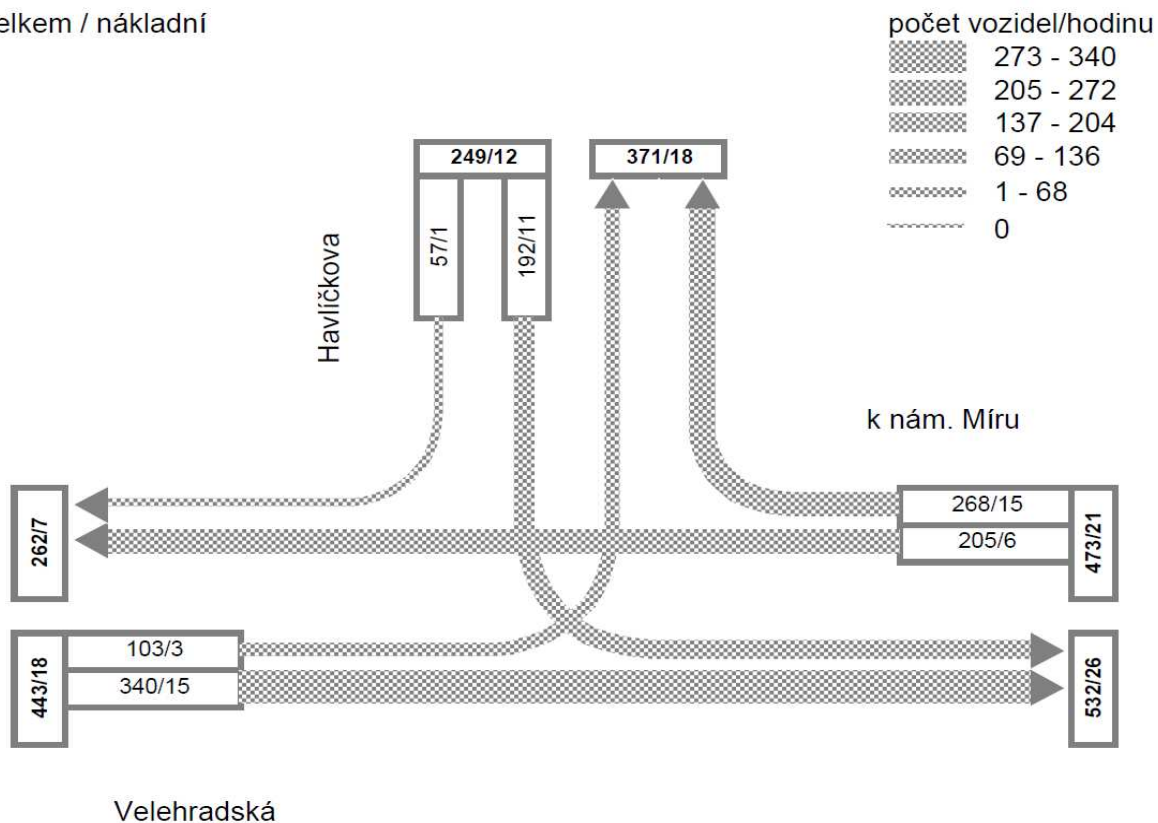 elkem / nákladní
počet vozidel/hodinu
273 - 340
205 - 272
137 - 204
69 - 136
1 - 68
0
249/12
371/18
57/1
192/11
Havlíčkova
k nám. Míru
262/7
268/15
205/6
473/21
443/18
103/3
340/15
532/26
Velehradská